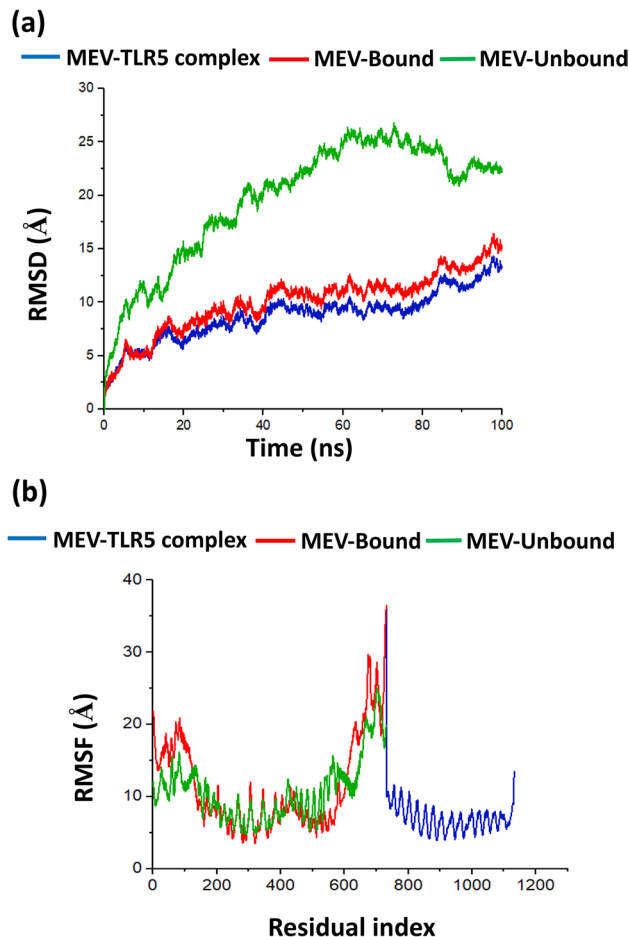 (a)
MEV-TLR5 complex MEV-Bound MEV-Unbound
30
25
20
15
10
5
0
RMSD (Å)
0 20 40 60 80 100
Time (ns)
(b)
MEV-TLR5 complex MEV-Bound MEV-Unbound
40
30
20
10
0
RMSF (Å)
0 200 400 600 800 1000 1200
Residual index